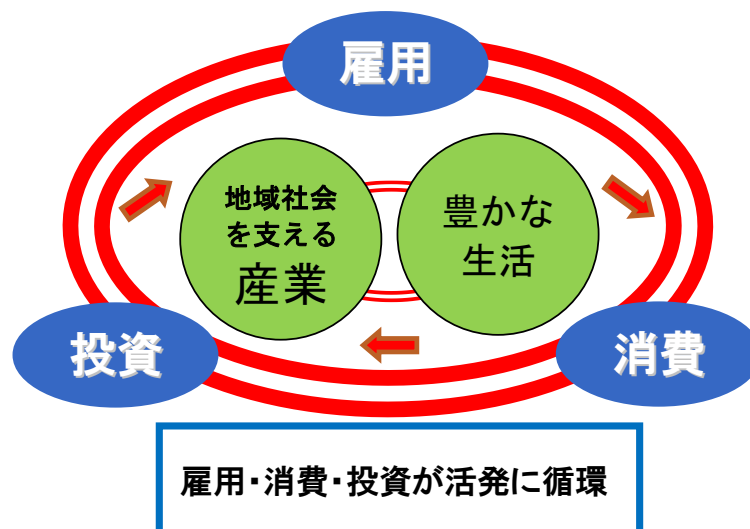 雇用
地域社会
を支える
産業
豊かな
生活
投資
消費
雇用・消費・投資が活発に循環